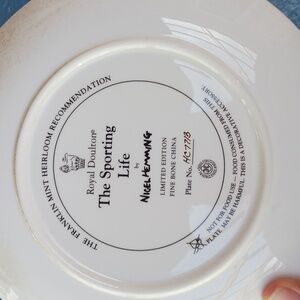 THE FRANKLIN MINT HEIRLOOM RECOMMENDATION
Royal Doulton®
The Sporting
Life
by
NIGEL HEMMING
LIMITED EDITION
FINE BONE CHINA
Plate No. HC7713
NOT FOR FOOD USE — FOOD CONSUMED FROM THIS
PLATE MAY BE HARMFUL. THIS IS A DECORATIVE ACCESSORY.